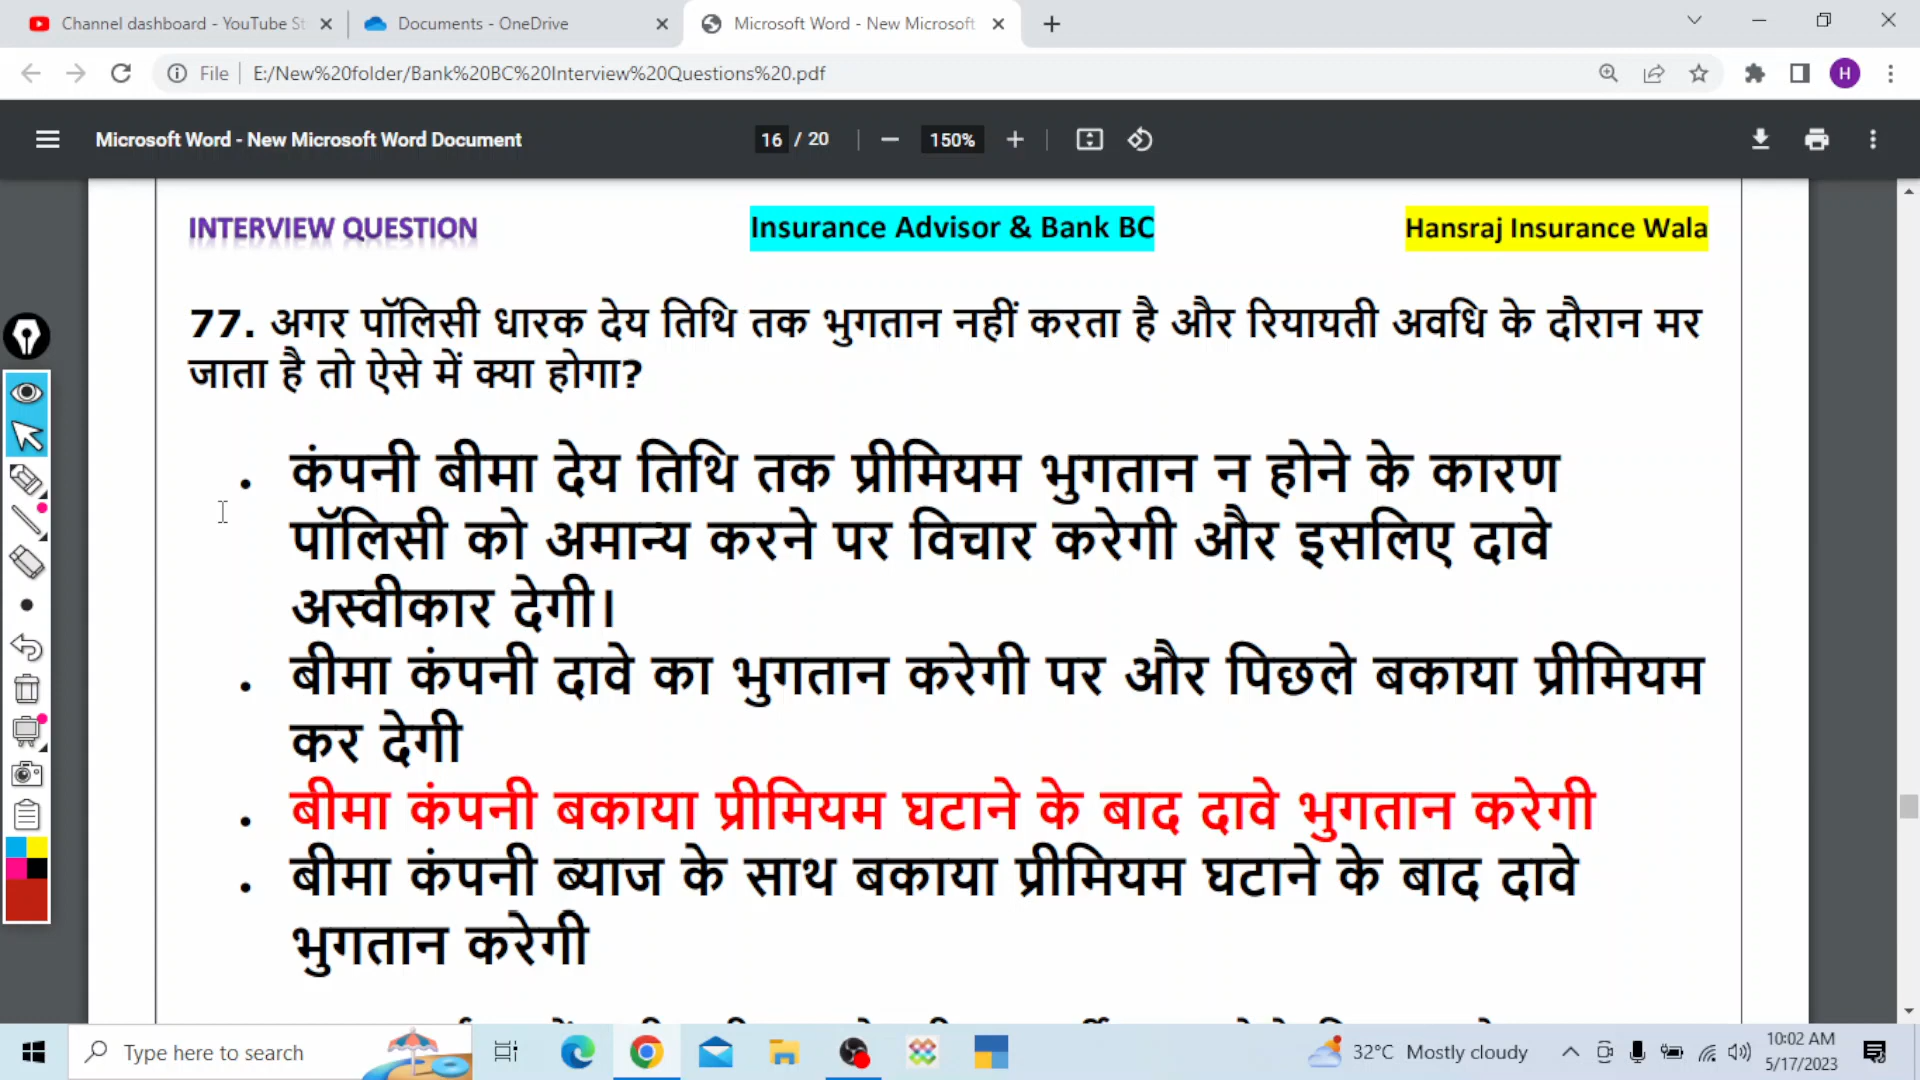 Channel dashboard - YouTube St
Documents - OneDrive
Microsoft Word - New Microsoft
File
E:/New%20folder/Bank%20BC%20Interview%20Questions%20.pdf
H
Microsoft Word - New Microsoft Word Document
16 / 20
150%
INTERVIEW QUESTION
Insurance Advisor & Bank BC
Hansraj Insurance Wala
77. अगर पॉलिसी धारक देय तिथि तक भुगतान नहीं करता है और रियायती अवधि के दौरान मर
जाता है तो ऐसे में क्या होगा?
• कंपनी बीमा देय तिथि तक प्रीमियम भुगतान न होने के कारण
पॉलिसी को अमान्य करने पर विचार करेगी और इसलिए दावे
अस्वीकार देगी।
• बीमा कंपनी दावे का भुगतान करेगी पर और पिछले बकाया प्रीमियम
कर देगी
• बीमा कंपनी बकाया प्रीमियम घटाने के बाद दावे भुगतान करेगी
• बीमा कंपनी ब्याज के साथ बकाया प्रीमियम घटाने के बाद दावे
भुगतान करेगी
Type here to search
32°C Mostly cloudy
10:02 AM
5/17/2023